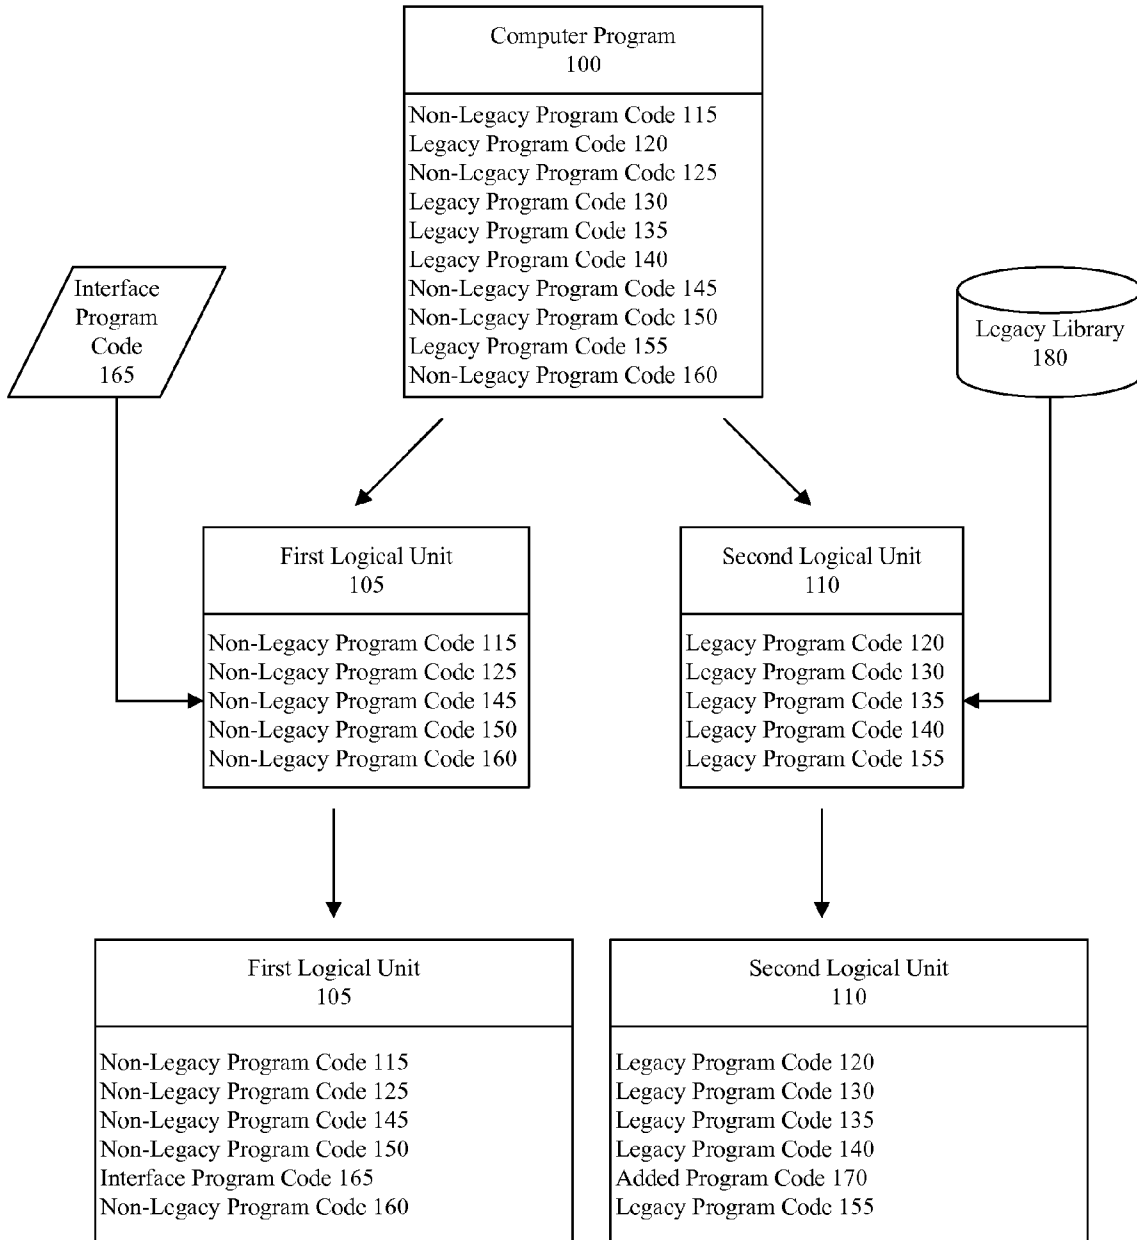 Computer Program
100
Non-Legacy Program Code 115
Legacy Program Code 120
Non-Legacy Program Code 125
Legacy Program Code 130
Legacy Program Code 135
Legacy Program Code 140
Non-Legacy Program Code 145
Non-Legacy Program Code 150
Legacy Program Code 155
Non-Legacy Program Code 160
Interface
Program
Code
165
Legacy Library
180
First Logical Unit
105
Non-Legacy Program Code 115
Non-Legacy Program Code 125
Non-Legacy Program Code 145
Non-Legacy Program Code 150
Non-Legacy Program Code 160
Second Logical Unit
110
Legacy Program Code 120
Legacy Program Code 130
Legacy Program Code 135
Legacy Program Code 140
Legacy Program Code 155
First Logical Unit
105
Non-Legacy Program Code 115
Non-Legacy Program Code 125
Non-Legacy Program Code 145
Non-Legacy Program Code 150
Interface Program Code 165
Non-Legacy Program Code 160
Second Logical Unit
110
Legacy Program Code 120
Legacy Program Code 130
Legacy Program Code 135
Legacy Program Code 140
Added Program Code 170
Legacy Program Code 155